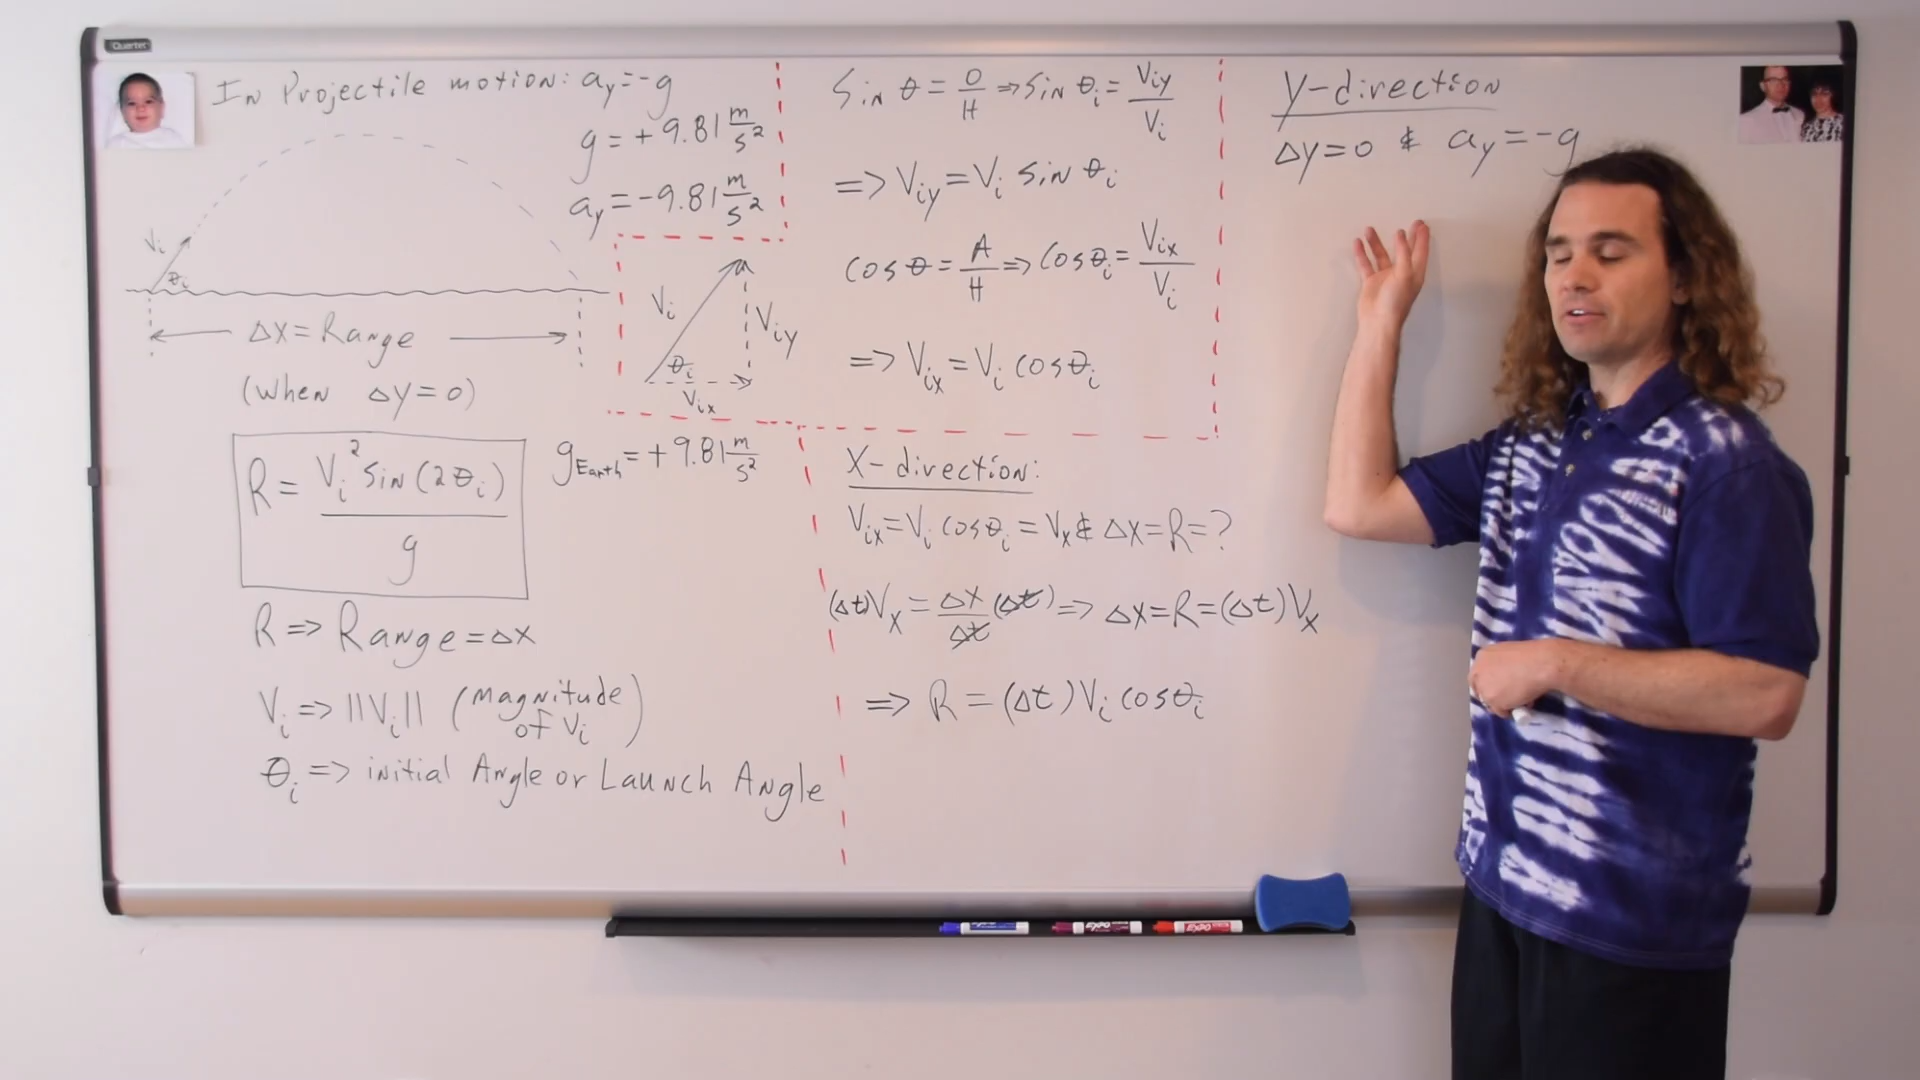 Quartet
In Projectile motion: ay = -g
g = +9.81 m/s²
ay = -9.81 m/s²
Vi
θi
Δx = Range
(When Δy = 0)
R = Vi² sin(2θi) / g
gEarth = +9.81 m/s²
R => Range = Δx
Vi => ||Vi|| (magnitude of Vi)
θi => initial Angle or Launch Angle
Vi
Viy
θi
Vix
Sin θ = O/H => Sin θi = Viy/Vi
=> Viy = Vi sin θi
Cos θ = A/H => Cos θi = Vix/Vi
=> Vix = Vi cos θi
X-direction:
Vix = Vi cos θi = Vx & Δx = R = ?
(Δt)Vx = Δx/Δt (Δt) => Δx = R = (Δt)Vx
=> R = (Δt)Vi cos θi
y-direction
Δy = 0 & ay = -g
EXPO
EXPO